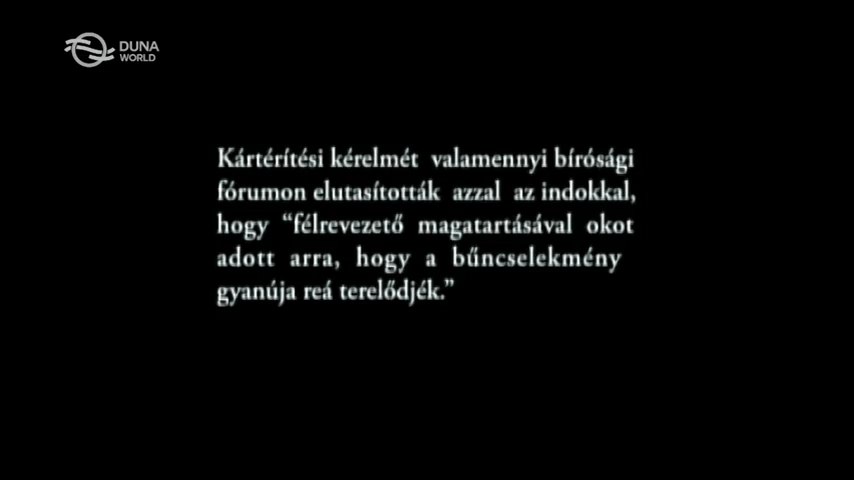 DUNA
WORLD
Kártérítési kérelmét valamennyi bírósági
fórumon elutasították azzal az indokkal,
hogy “félrevezető magatartásával okot
adott arra, hogy a bűncselekmény
gyanúja reá terelődjék.”